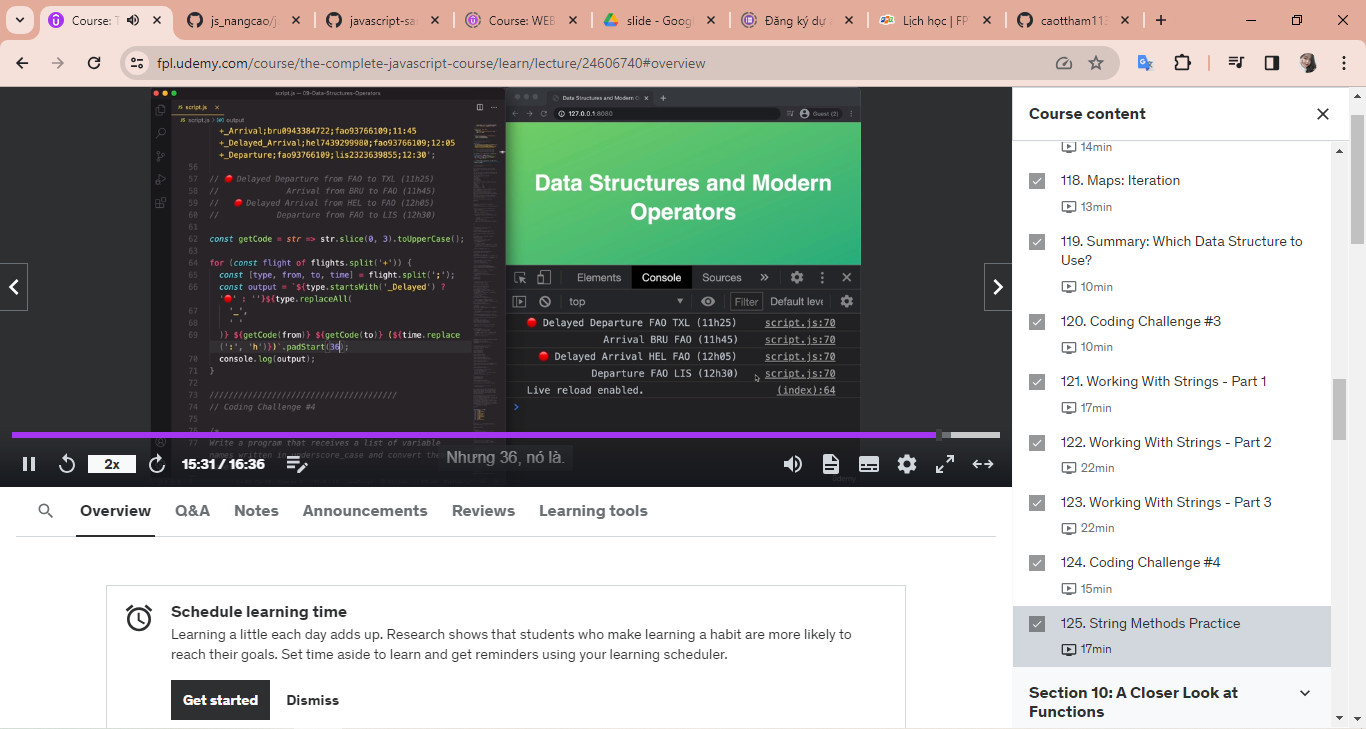 Course: T
js_nangcao/j
javascript-sa
Course: WEB
slide - Goog
Đăng ký dự
Lịch học | FP
caottham113
fpl.udemy.com/course/the-complete-javascript-course/learn/lecture/24606740#overview
script.js — 09-Data-Structures-Operators
script.js
script.js > output
+_Arrival;bru0943384722;fao93766109;11:45
+_Delayed_Arrival;hel7439299980;fao93766109;12:05
+_Departure;fao93766109;lis2323639855;12:30';
56
57 // 🔴 Delayed Departure from FAO to TXL (11h25)
58 // Arrival from BRU to FAO (11h45)
59 // 🔴 Delayed Arrival from HEL to FAO (12h05)
60 // Departure from FAO to LIS (12h30)
61
62 const getCode = str => str.slice(0, 3).toUpperCase();
63
64 for (const flight of flights.split('+')) {
65 const [type, from, to, time] = flight.split(';');
66 const output = `${type.startsWith('_Delayed') ?
'🔴' : ''}${type.replaceAll(
67 '_',
68 ' '
69 )} ${getCode(from)} ${getCode(to)} (${time.replace
(':', 'h')})`.padStart(36);
70 console.log(output);
71 }
72
73 ///////////////////////////////////////
74 // Coding Challenge #4
75
76 /*
77 Write a program that receives a list of variable
names written in underscore_case and convert the
Data Structures and Modern
127.0.0.1:8080
Guest (2)
Data Structures and Modern
Operators
Elements
Console
Sources
top
Filter
Default leve
🔴 Delayed Departure FAO TXL (11h25) script.js:70
Arrival BRU FAO (11h45) script.js:70
🔴 Delayed Arrival HEL FAO (12h05) script.js:70
Departure FAO LIS (12h30) script.js:70
Live reload enabled. (index):64
2x
15:31 / 16:36
Nhưng 36, nó là.
udemy
Overview
Q&A
Notes
Announcements
Reviews
Learning tools
Schedule learning time
Learning a little each day adds up. Research shows that students who make learning a habit are more likely to
reach their goals. Set time aside to learn and get reminders using your learning scheduler.
Get started
Dismiss
Course content
14min
118. Maps: Iteration
13min
119. Summary: Which Data Structure to
Use?
10min
120. Coding Challenge #3
10min
121. Working With Strings - Part 1
17min
122. Working With Strings - Part 2
22min
123. Working With Strings - Part 3
22min
124. Coding Challenge #4
15min
125. String Methods Practice
17min
Section 10: A Closer Look at
Functions